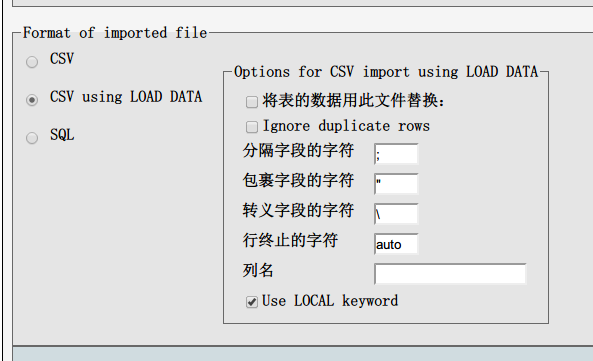 Format of imported file
CSV
CSV using LOAD DATA
SQL
Options for CSV import using LOAD DATA
将表的数据用此文件替换:
Ignore duplicate rows
分隔字段的字符 ;
包裹字段的字符 "
转义字段的字符 \
行终止的字符 auto
列名
Use LOCAL keyword